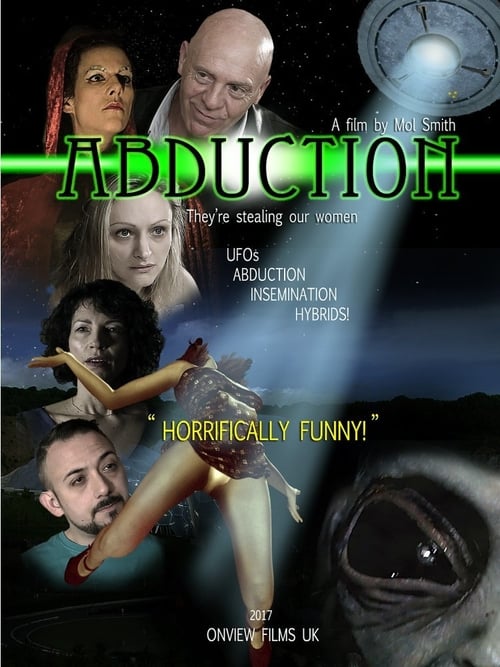 A film by Mol Smith
ABDUCTION
They're stealing our women
UFOs
ABDUCTION
INSEMINATION
HYBRIDS!
“ HORRIFICALLY FUNNY! ”
2017
ONVIEW FILMS UK